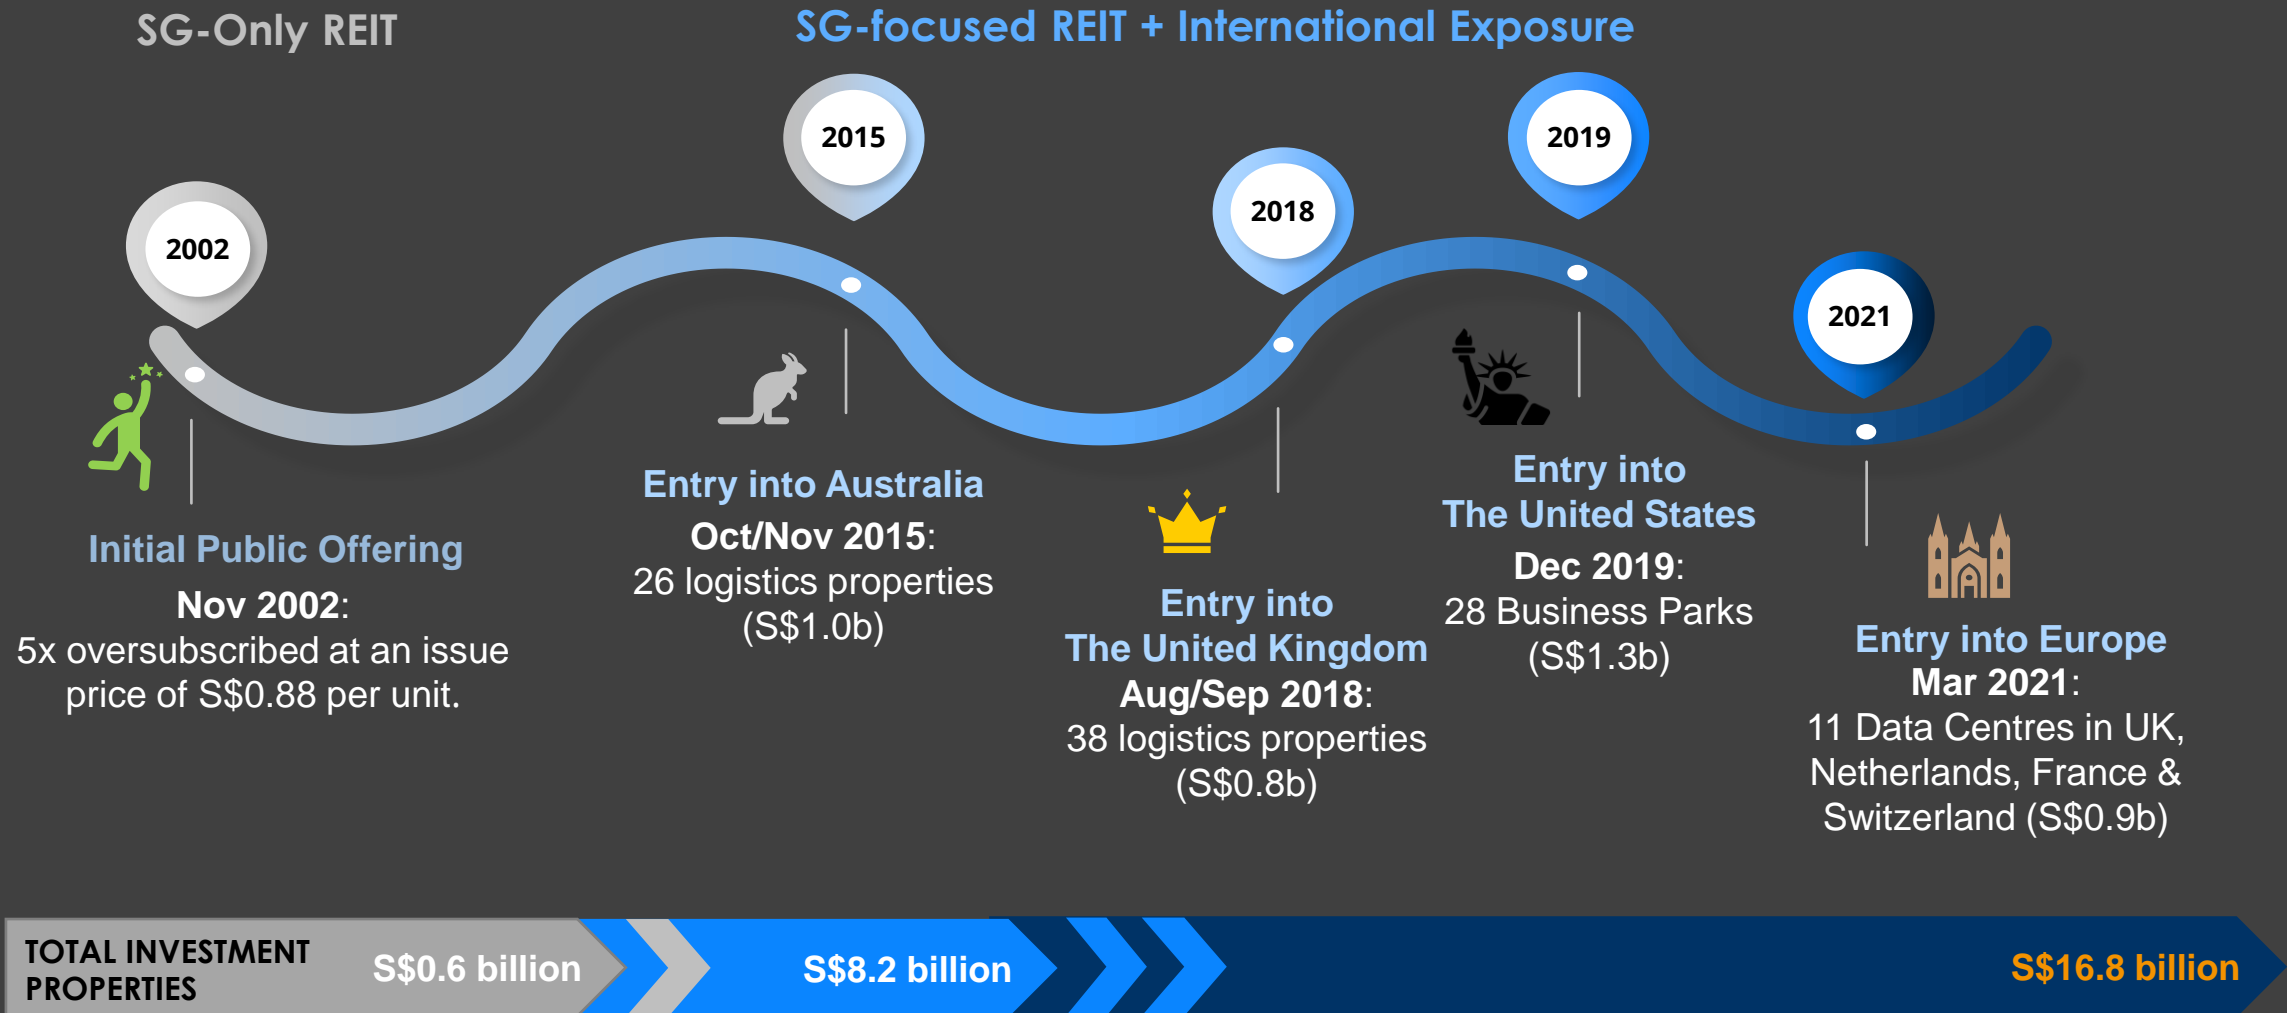 SG-Only REIT
SG-focused REIT + International Exposure
2002
Initial Public Offering
Nov 2002:
5x oversubscribed at an issue
price of S$0.88 per unit.
2015
Entry into Australia
Oct/Nov 2015:
26 logistics properties
(S$1.0b)
2018
Entry into
The United Kingdom
Aug/Sep 2018:
38 logistics properties
(S$0.8b)
2019
Entry into
The United States
Dec 2019:
28 Business Parks
(S$1.3b)
2021
Entry into Europe
Mar 2021:
11 Data Centres in UK,
Netherlands, France &
Switzerland (S$0.9b)
TOTAL INVESTMENT
PROPERTIES
S$0.6 billion
S$8.2 billion
S$16.8 billion